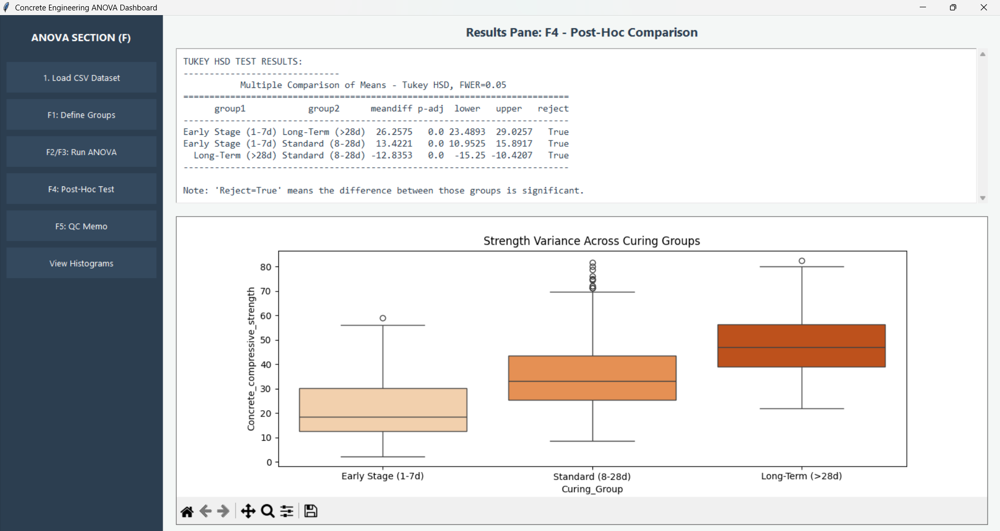 Concrete Engineering ANOVA Dashboard
ANOVA SECTION (F)
1. Load CSV Dataset
F1: Define Groups
F2/F3: Run ANOVA
F4: Post-Hoc Test
F5: QC Memo
View Histograms
Results Pane: F4 - Post-Hoc Comparison
TUKEY HSD TEST RESULTS:
------------------------------
Multiple Comparison of Means - Tukey HSD, FWER=0.05
==========================================================================
group1 group2 meandiff p-adj lower upper reject
--------------------------------------------------------------------------
Early Stage (1-7d) Long-Term (>28d) 26.2575 0.0 23.4893 29.0257 True
Early Stage (1-7d) Standard (8-28d) 13.4221 0.0 10.9525 15.8917 True
Long-Term (>28d) Standard (8-28d) -12.8353 0.0 -15.25 -10.4207 True
--------------------------------------------------------------------------
Note: 'Reject=True' means the difference between those groups is significant.
Strength Variance Across Curing Groups
Concrete_compressive_strength
80
70
60
50
40
30
20
10
0
Early Stage (1-7d)
Standard (8-28d)
Long-Term (>28d)
Curing_Group